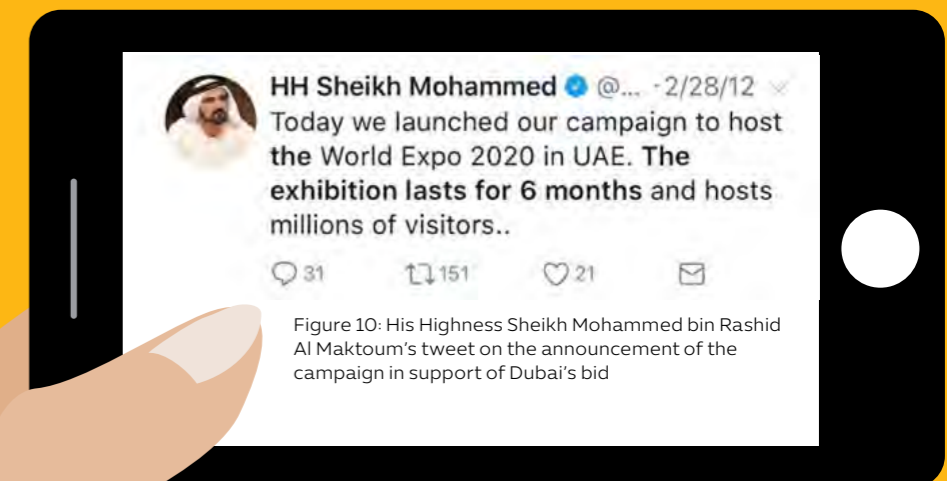 HH Sheikh Mohammed @... · 2/28/12
Today we launched our campaign to host
the World Expo 2020 in UAE. The
exhibition lasts for 6 months and hosts
millions of visitors..
31 151 21
Figure 10: His Highness Sheikh Mohammed bin Rashid
Al Maktoum’s tweet on the announcement of the
campaign in support of Dubai’s bid